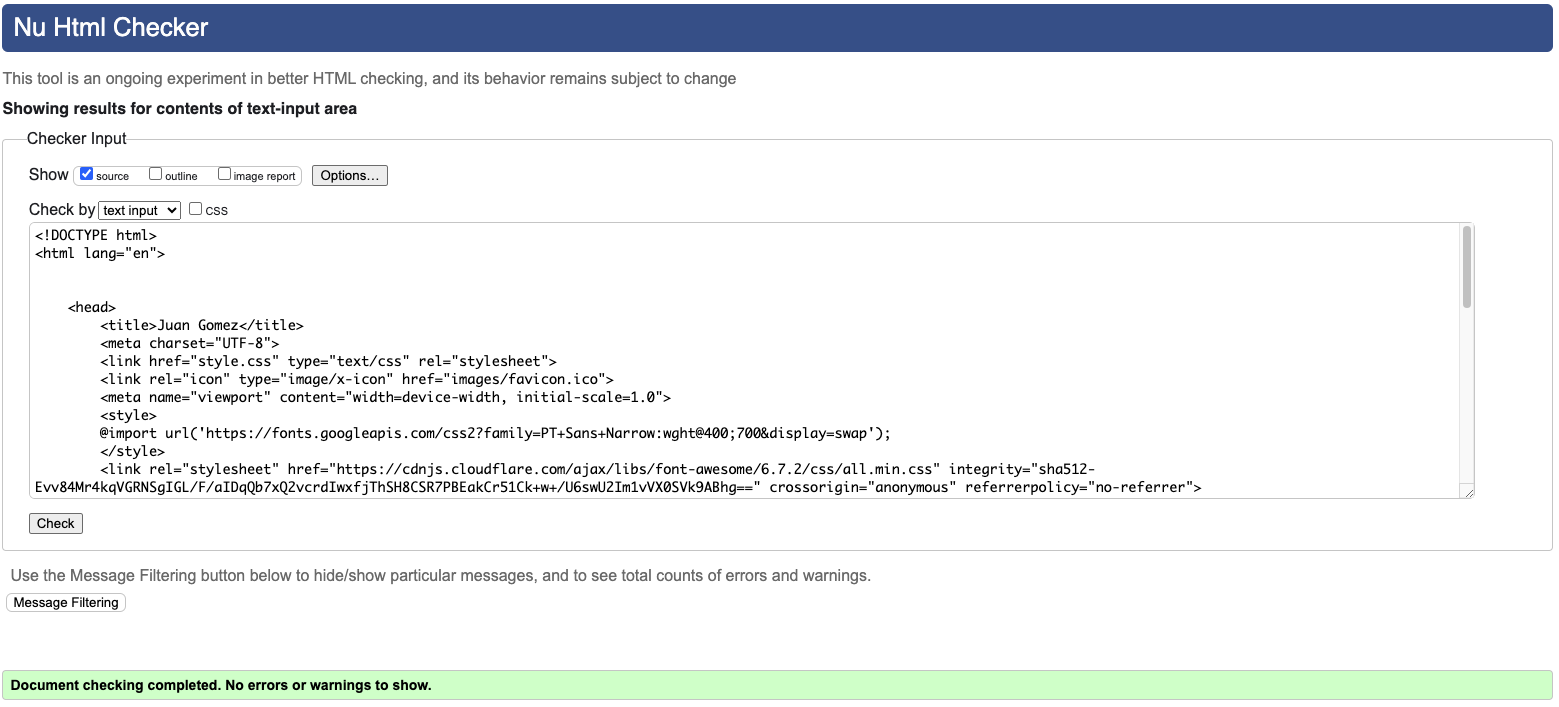 Nu Html Checker
This tool is an ongoing experiment in better HTML checking, and its behavior remains subject to change
Showing results for contents of text-input area
Checker Input
Show source outline image report Options...
Check by text input css
<!DOCTYPE html>
<html lang="en">
<head>
<title>Juan Gomez</title>
<meta charset="UTF-8">
<link href="style.css" type="text/css" rel="stylesheet">
<link rel="icon" type="image/x-icon" href="images/favicon.ico">
<meta name="viewport" content="width=device-width, initial-scale=1.0">
<style>
@import url('https://fonts.googleapis.com/css2?family=PT+Sans+Narrow:wght@400;700&display=swap');
</style>
<link rel="stylesheet" href="https://cdnjs.cloudflare.com/ajax/libs/font-awesome/6.7.2/css/all.min.css" integrity="sha512-
Evv84Mr4kqVGRNSgIGL/F/aIDqQb7xQ2vcrdIwxfjThSH8CSR7PBEakCr51Ck+w+/U6swU2Im1vVX0SVk9ABhg==" crossorigin="anonymous" referrerpolicy="no-referrer">
Check
Use the Message Filtering button below to hide/show particular messages, and to see total counts of errors and warnings.
Message Filtering
Document checking completed. No errors or warnings to show.